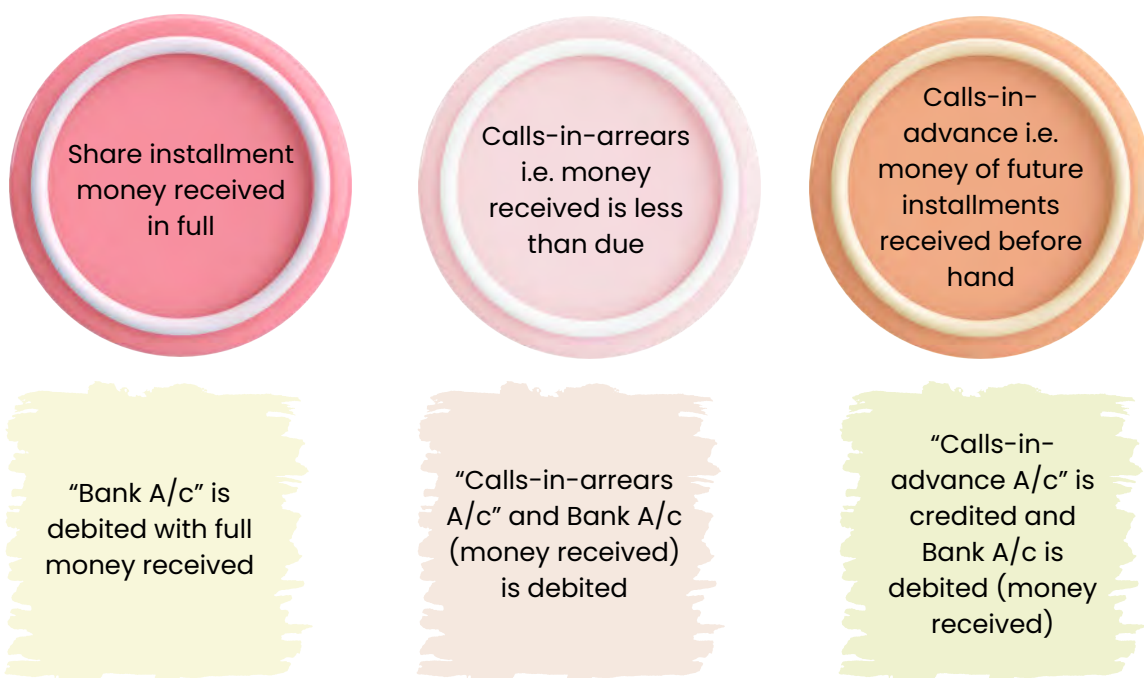 Share installment
money received
in full
Calls-in-arrears
i.e. money
received is less
than due
Calls-in-
advance i.e.
money of future
installments
received before
hand
“Bank A/c” is
debited with full
money received
“Calls-in-arrears
A/c” and Bank A/c
(money received)
is debited
“Calls-in-
advance A/c” is
credited and
Bank A/c is
debited (money
received)